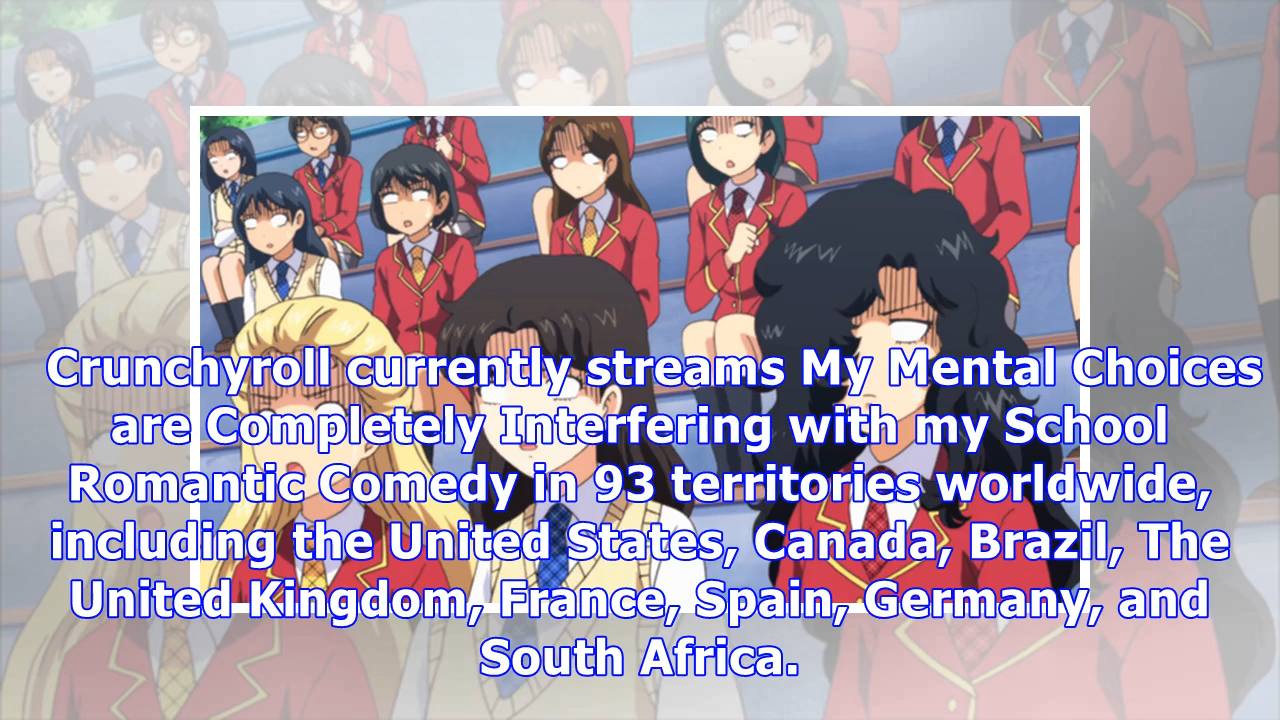 Crunchyroll currently streams My Mental Choices
are Completely Interfering with my School
Romantic Comedy in 93 territories worldwide,
including the United States, Canada, Brazil, The
United Kingdom, France, Spain, Germany, and
South Africa.